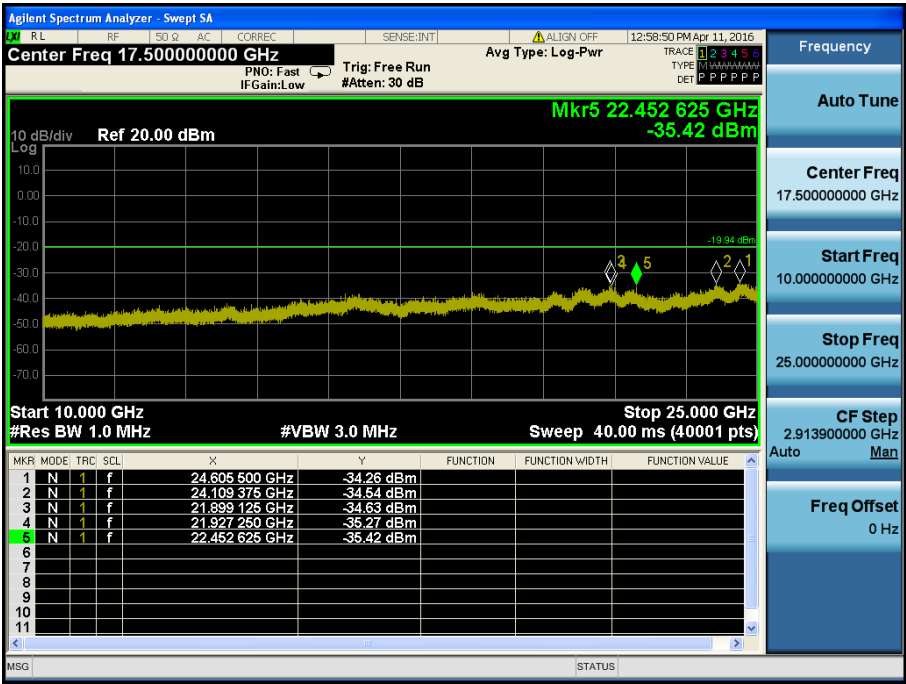 Agilent Spectrum Analyzer - Swept SA
LXI RL RF 50 Ω AC CORREC SENSE:INT ALIGN OFF 12:58:50 PM Apr 11, 2016
Center Freq 17.500000000 GHz
PNO: Fast
IFGain:Low
Trig: Free Run
#Atten: 30 dB
Avg Type: Log-Pwr
TRACE 1 2 3 4 5 6
TYPE M WWWWW
DET P P P P P P
Mkr5 22.452 625 GHz
-35.42 dBm
10 dB/div Ref 20.00 dBm
Log
10.0
0.00
-10.0
-20.0
-30.0
-40.0
-50.0
-60.0
-70.0
-19.94 dBm
4 5 2 1
Start 10.000 GHz Stop 25.000 GHz
#Res BW 1.0 MHz #VBW 3.0 MHz Sweep 40.00 ms (40001 pts)
MKR MODE TRC SCL X Y FUNCTION FUNCTION WIDTH FUNCTION VALUE
1 N 1 f 24.605 500 GHz -34.26 dBm
2 N 1 f 24.109 375 GHz -34.54 dBm
3 N 1 f 21.899 125 GHz -34.63 dBm
4 N 1 f 21.927 250 GHz -35.27 dBm
5 N 1 f 22.452 625 GHz -35.42 dBm
6
7
8
9
10
11
MSG STATUS
Frequency
Auto Tune
Center Freq
17.500000000 GHz
Start Freq
10.000000000 GHz
Stop Freq
25.000000000 GHz
CF Step
2.913900000 GHz
Auto Man
Freq Offset
0 Hz